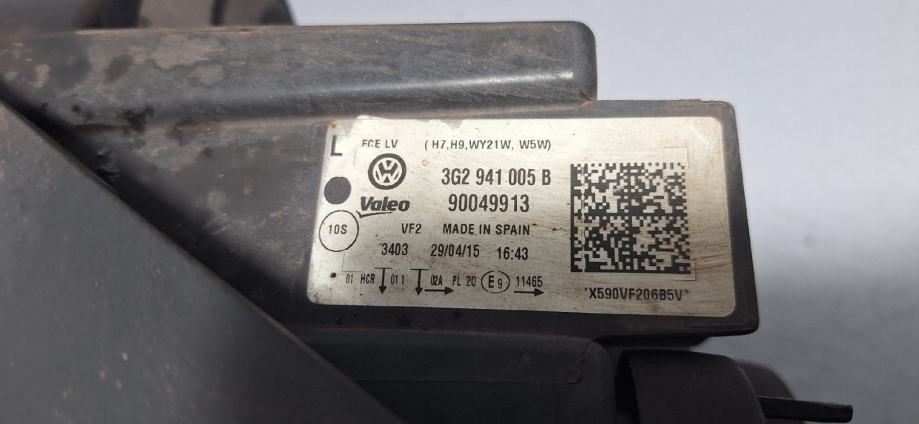 L FCE LV (H7,H9,WY21W, W5W)
3G2 941 005 B
Valeo 90049913
10S VF2 MADE IN SPAIN
3403 29/04/15 16:43
01 HCR 01 1 02A PL 20 E9 11465
*X590VF206B5V*